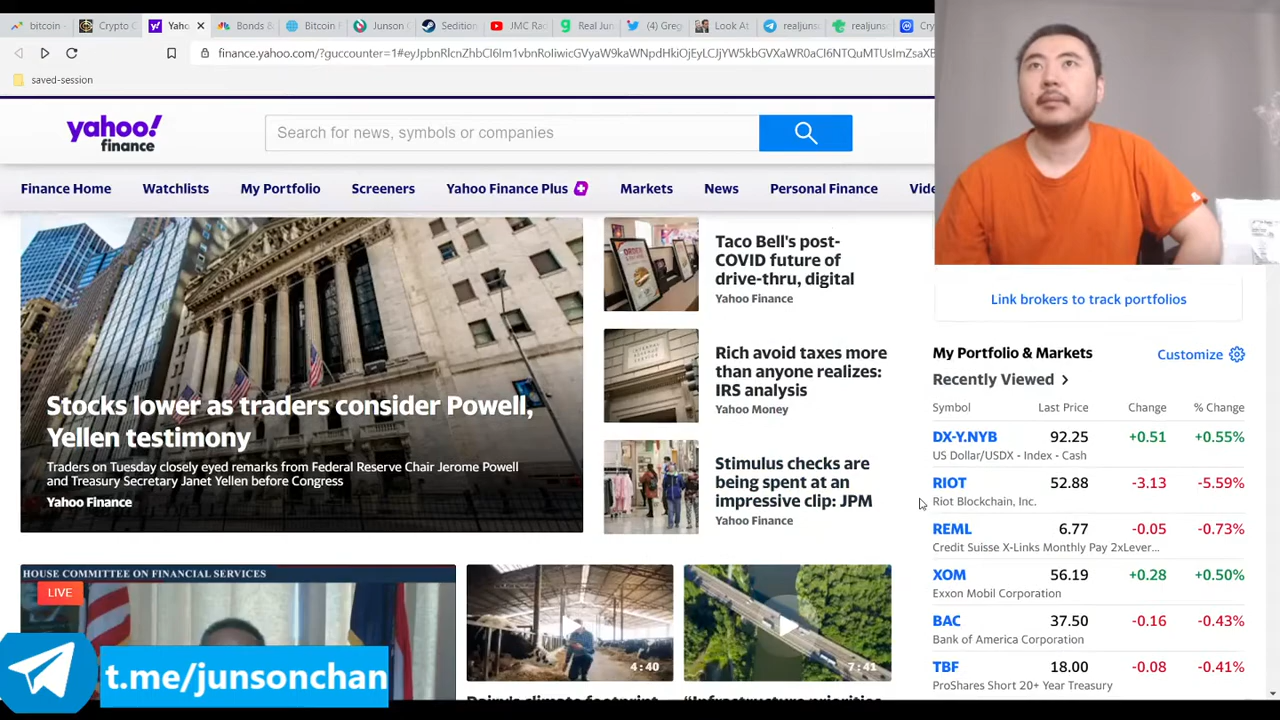 bitcoin -
Crypto C
Yaho
Bonds &
Bitcoin F
Junson C
Sedition
JMC Rac
Real Jun
(4) Greg
Look At
realjuns
realjuns
Crypto
saved-session
yahoo!
finance
Search for news, symbols or companies
Finance Home Watchlists My Portfolio Screeners Yahoo Finance Plus Markets News Personal Finance Vide
Stocks lower as traders consider Powell,
Yellen testimony
Traders on Tuesday closely eyed remarks from Federal Reserve Chair Jerome Powell
and Treasury Secretary Janet Yellen before Congress
Yahoo Finance
Taco Bell's post-
COVID future of
drive-thru, digital
Yahoo Finance
Rich avoid taxes more
than anyone realizes:
IRS analysis
Yahoo Money
Stimulus checks are
being spent at an
impressive clip: JPM
Yahoo Finance
Link brokers to track portfolios
My Portfolio & Markets
Customize
Recently Viewed
Symbol Last Price Change % Change
DX-Y.NYB 92.25 +0.51 +0.55%
US Dollar/USDX - Index - Cash
RIOT 52.88 -3.13 -5.59%
Riot Blockchain, Inc.
REML 6.77 -0.05 -0.73%
Credit Suisse X-Links Monthly Pay 2xLever...
XOM 56.19 +0.28 +0.50%
Exxon Mobil Corporation
BAC 37.50 -0.16 -0.43%
Bank of America Corporation
TBF 18.00 -0.08 -0.41%
ProShares Short 20+ Year Treasury
HOUSE COMMITTEE ON FINANCIAL SERVICES
LIVE
4:40
7:41
t.me/junsonchan